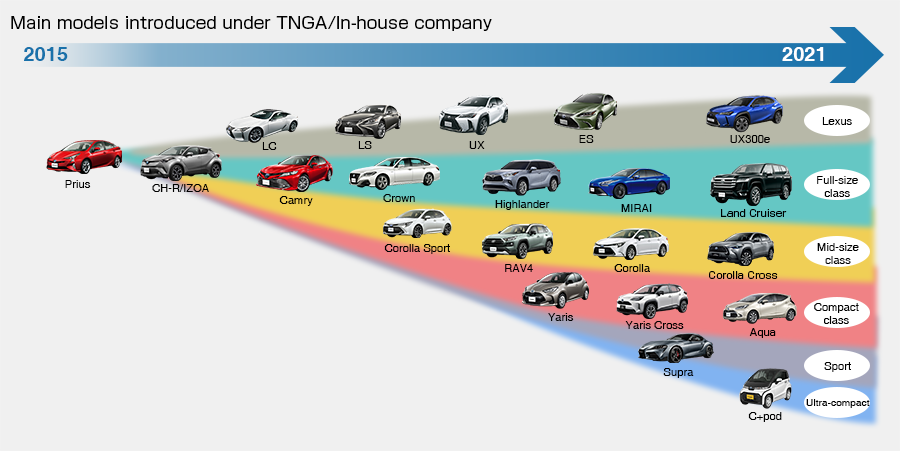 Main models introduced under TNGA/In-house company
2015
2021
LC
LS
UX
ES
UX300e
Lexus
Prius
CH-R/IZOA
Camry
Crown
Highlander
MIRAI
Land Cruiser
Full-size
class
Corolla Sport
RAV4
Corolla
Corolla Cross
Mid-size
class
Yaris
Yaris Cross
Aqua
Compact
class
Supra
Sport
C+pod
Ultra-compact